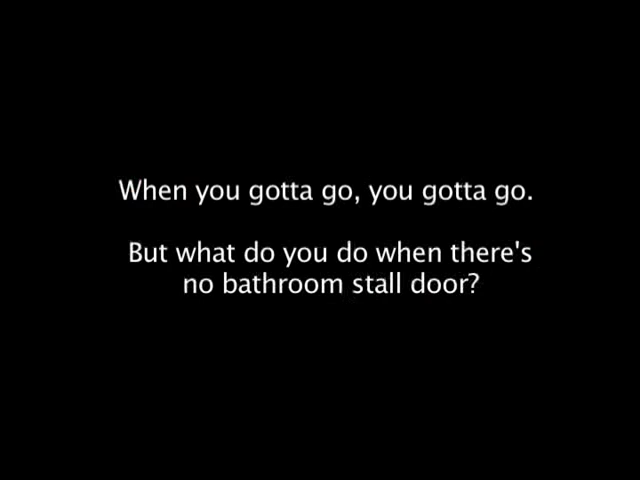 When you gotta go, you gotta go.
But what do you do when there's
no bathroom stall door?